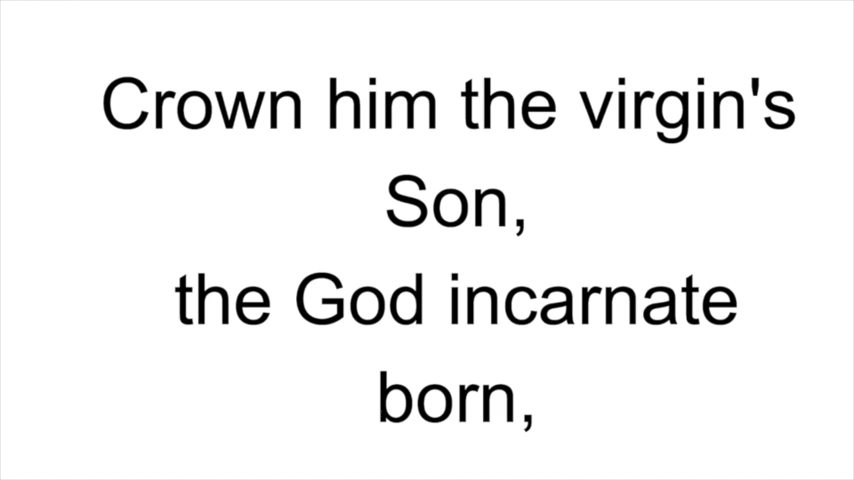 Crown him the virgin's
Son,
the God incarnate
born,